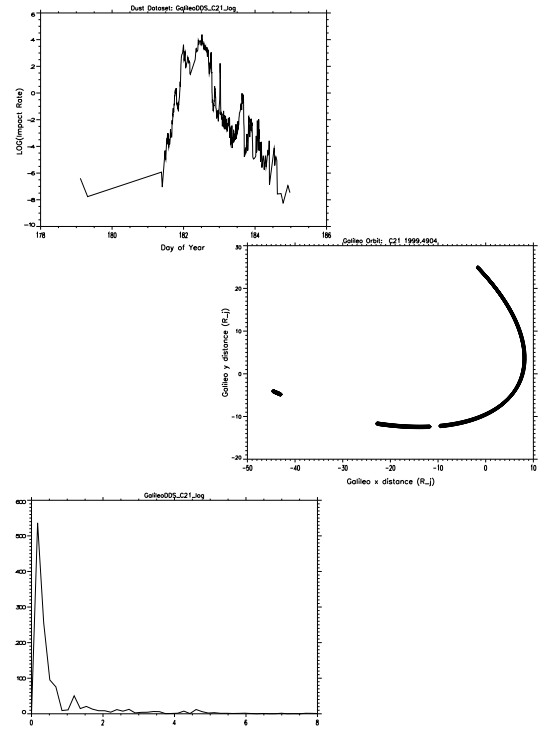 Dust Dataset: GalileoDDS_C21_log
6
4
2
0
-2
-4
-6
-8
-10
LOG(Impact Rate)
178 180 182 184 186
Day of Year
Galileo Orbit: C21 1999.4904
30
20
10
0
-10
-20
Galileo y distance (R_j)
-50 -40 -30 -20 -10 0 10
Galileo x distance (R_j)
GalileoDDS_C21_log
600
500
400
300
200
100
0
0 2 4 6 8